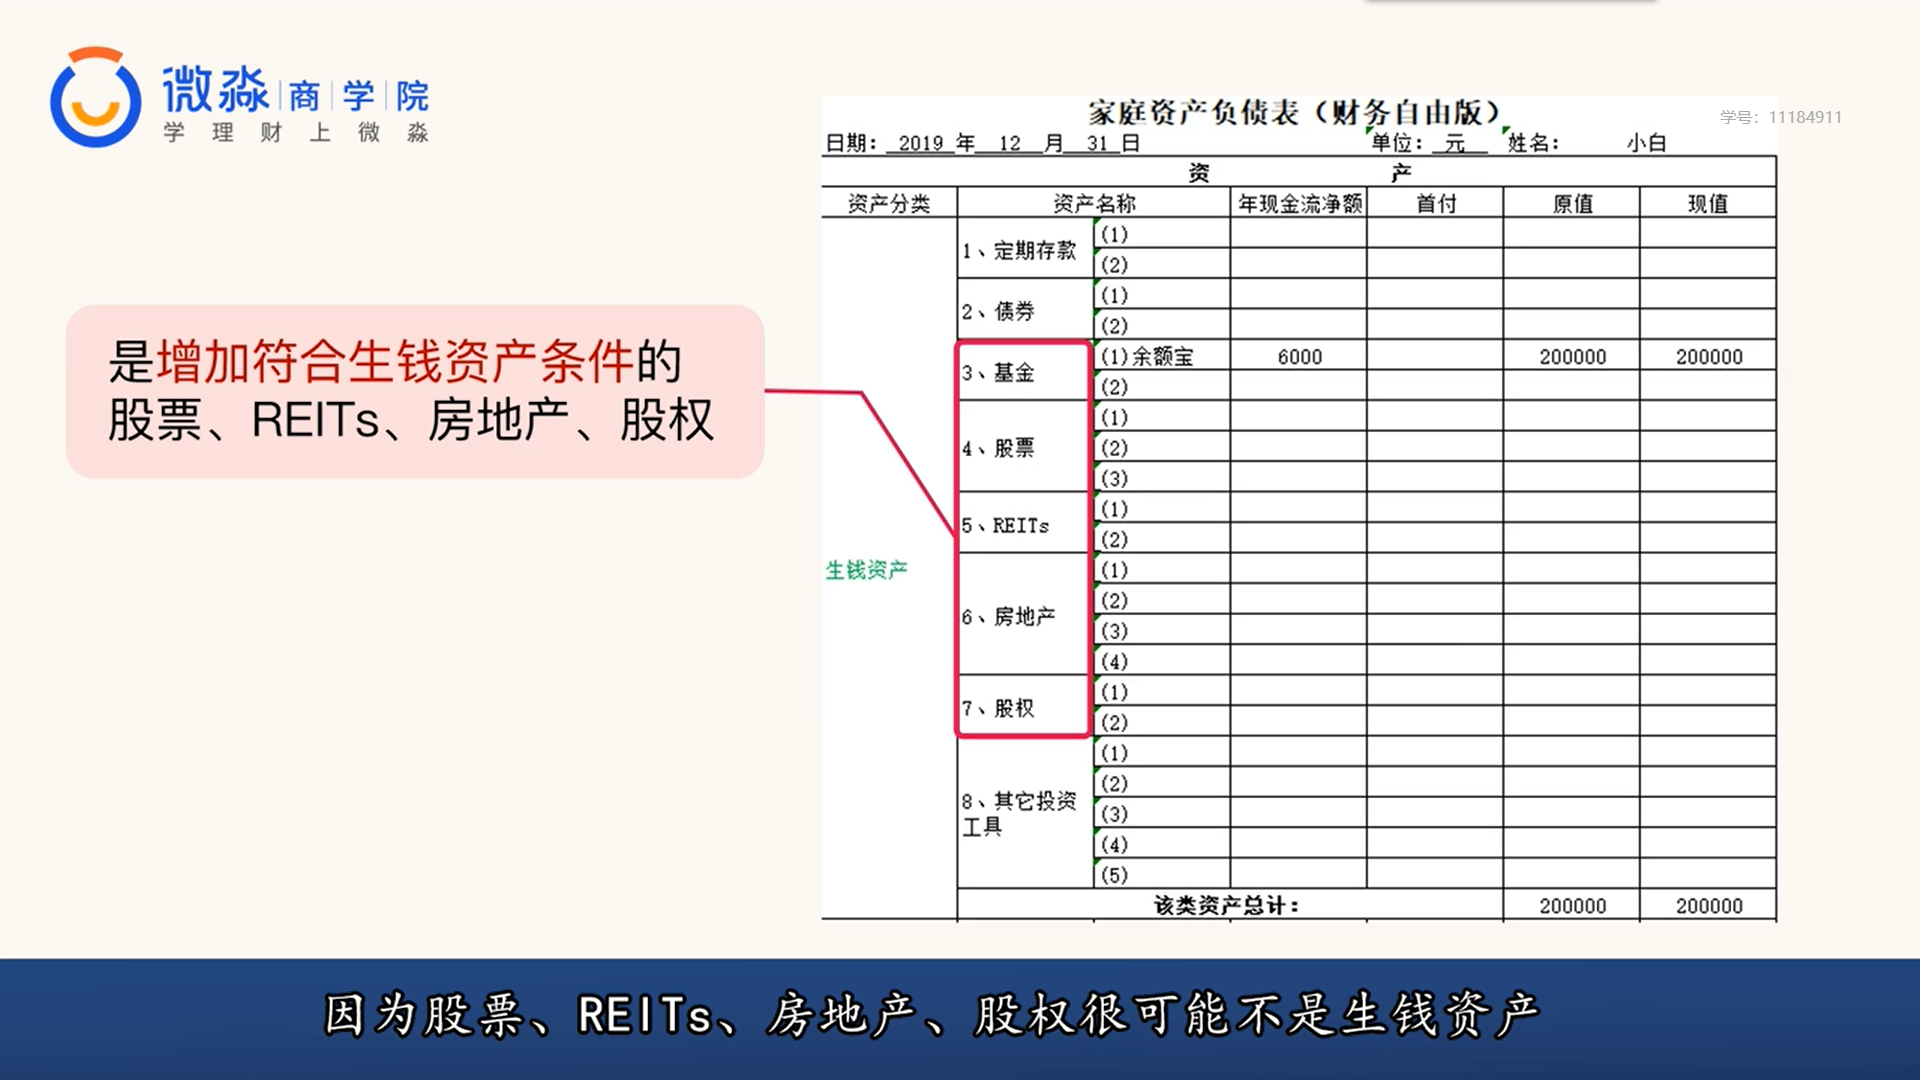 微淼 商 学 院
学 理 财 上 微 淼
是增加符合生钱资产条件的
股票、REITs、房地产、股权
家庭资产负债表（财务自由版）
学号：11184911
日期： 2019 年 12 月 31 日 单位： 元 姓名： 小白
资 产
资产分类 资产名称 年现金流净额 首付 原值 现值
生钱资产
1、定期存款
(1)
(2)
2、债券
(1)
(2)
3、基金
(1)余额宝 6000 200000 200000
(2)
4、股票
(1)
(2)
(3)
5、REITs
(1)
(2)
6、房地产
(1)
(2)
(3)
(4)
7、股权
(1)
(2)
8、其它投资
工具
(1)
(2)
(3)
(4)
(5)
该类资产总计： 200000 200000
因为股票、REITs、房地产、股权很可能不是生钱资产